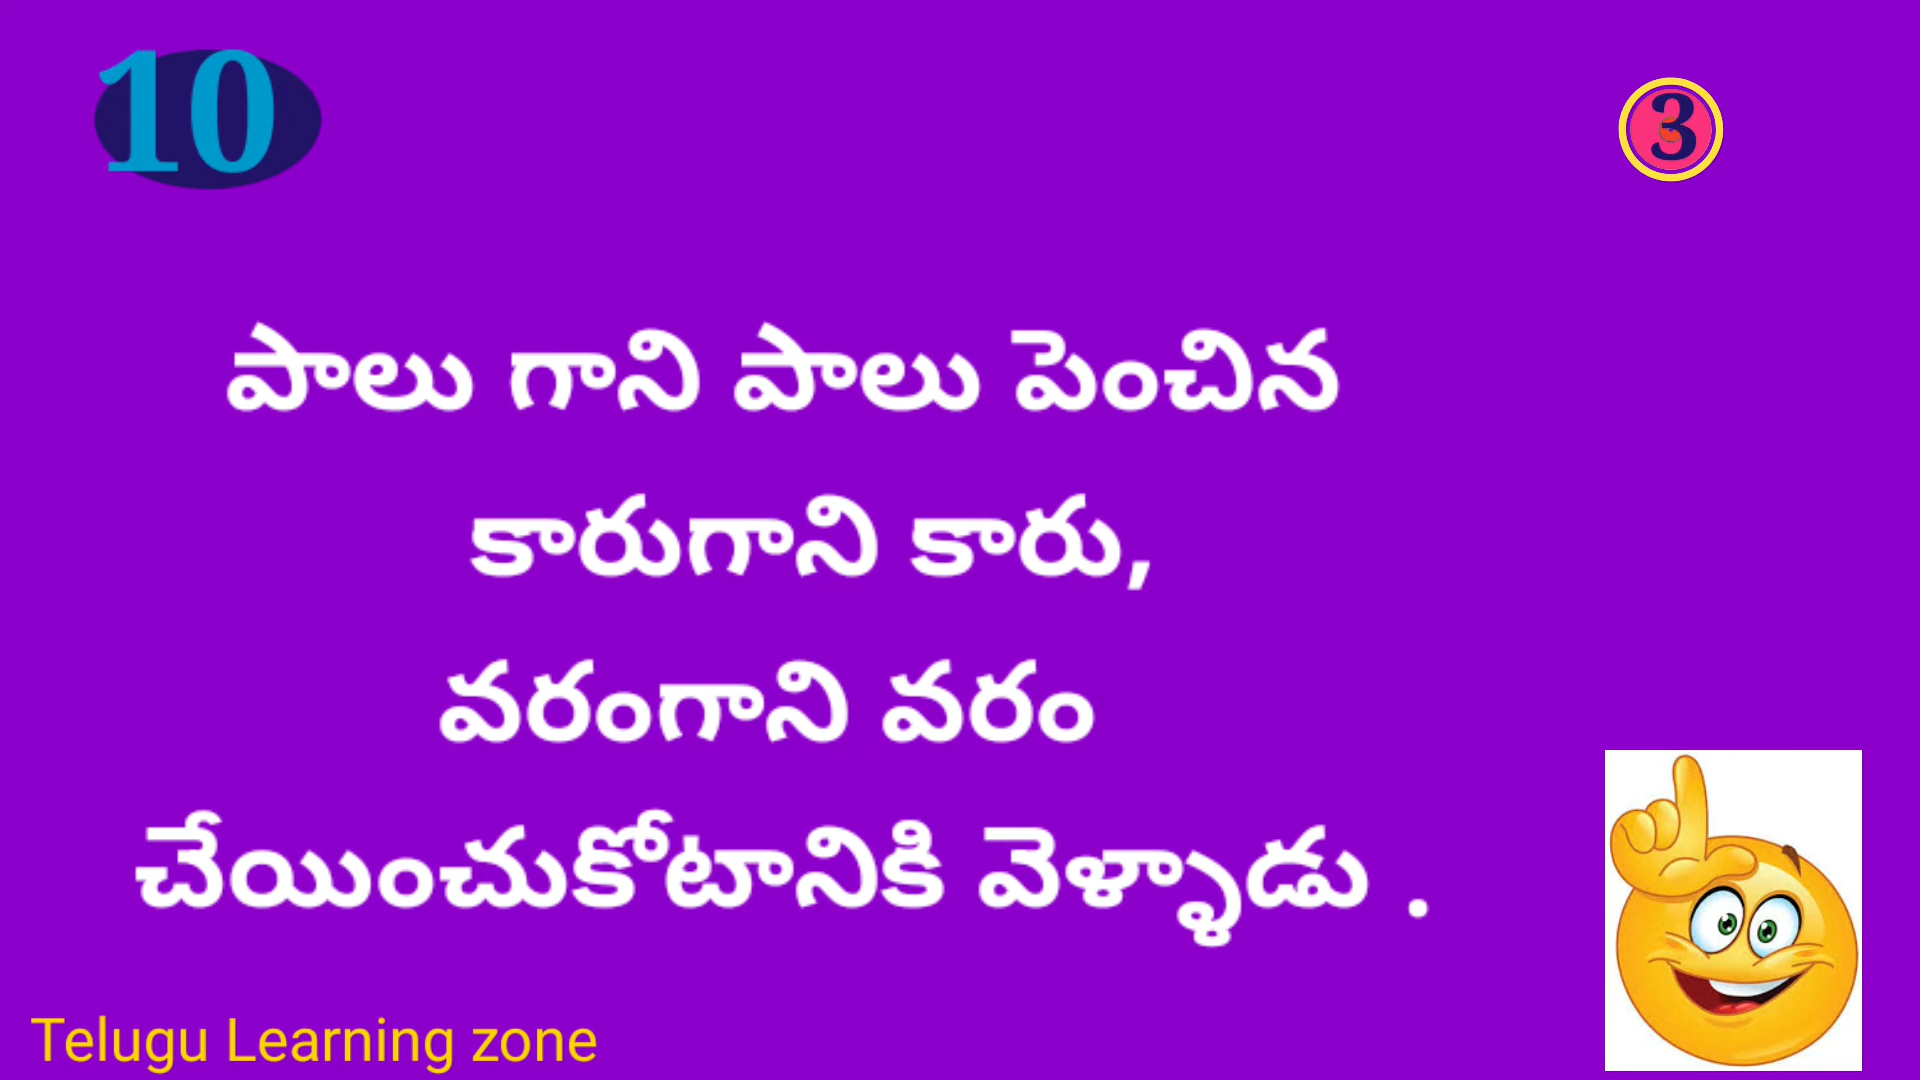 10
3
పాలు గాని పాలు పెంచిన
కారుగాని కారు,
వరంగాని వరం
చేయించుకోటానికి వెళ్ళాడు .
Telugu Learning zone